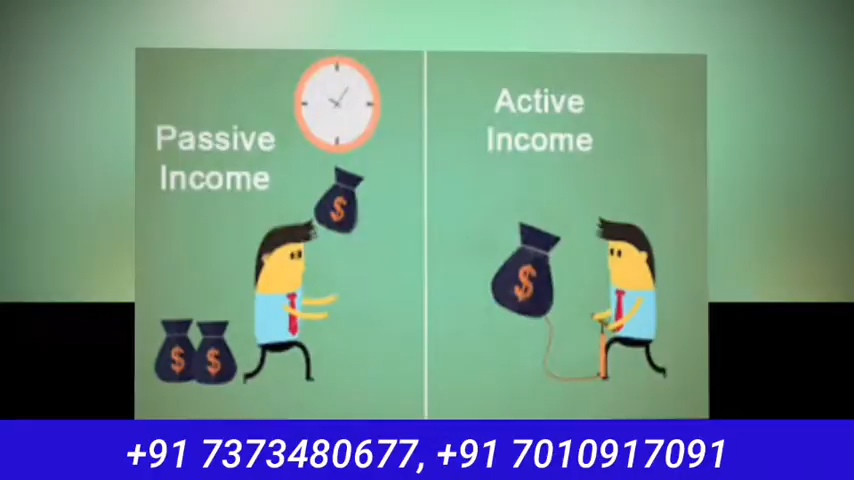 Passive
Income
Active
Income
$
$
$
$
+91 7373480677, +91 7010917091